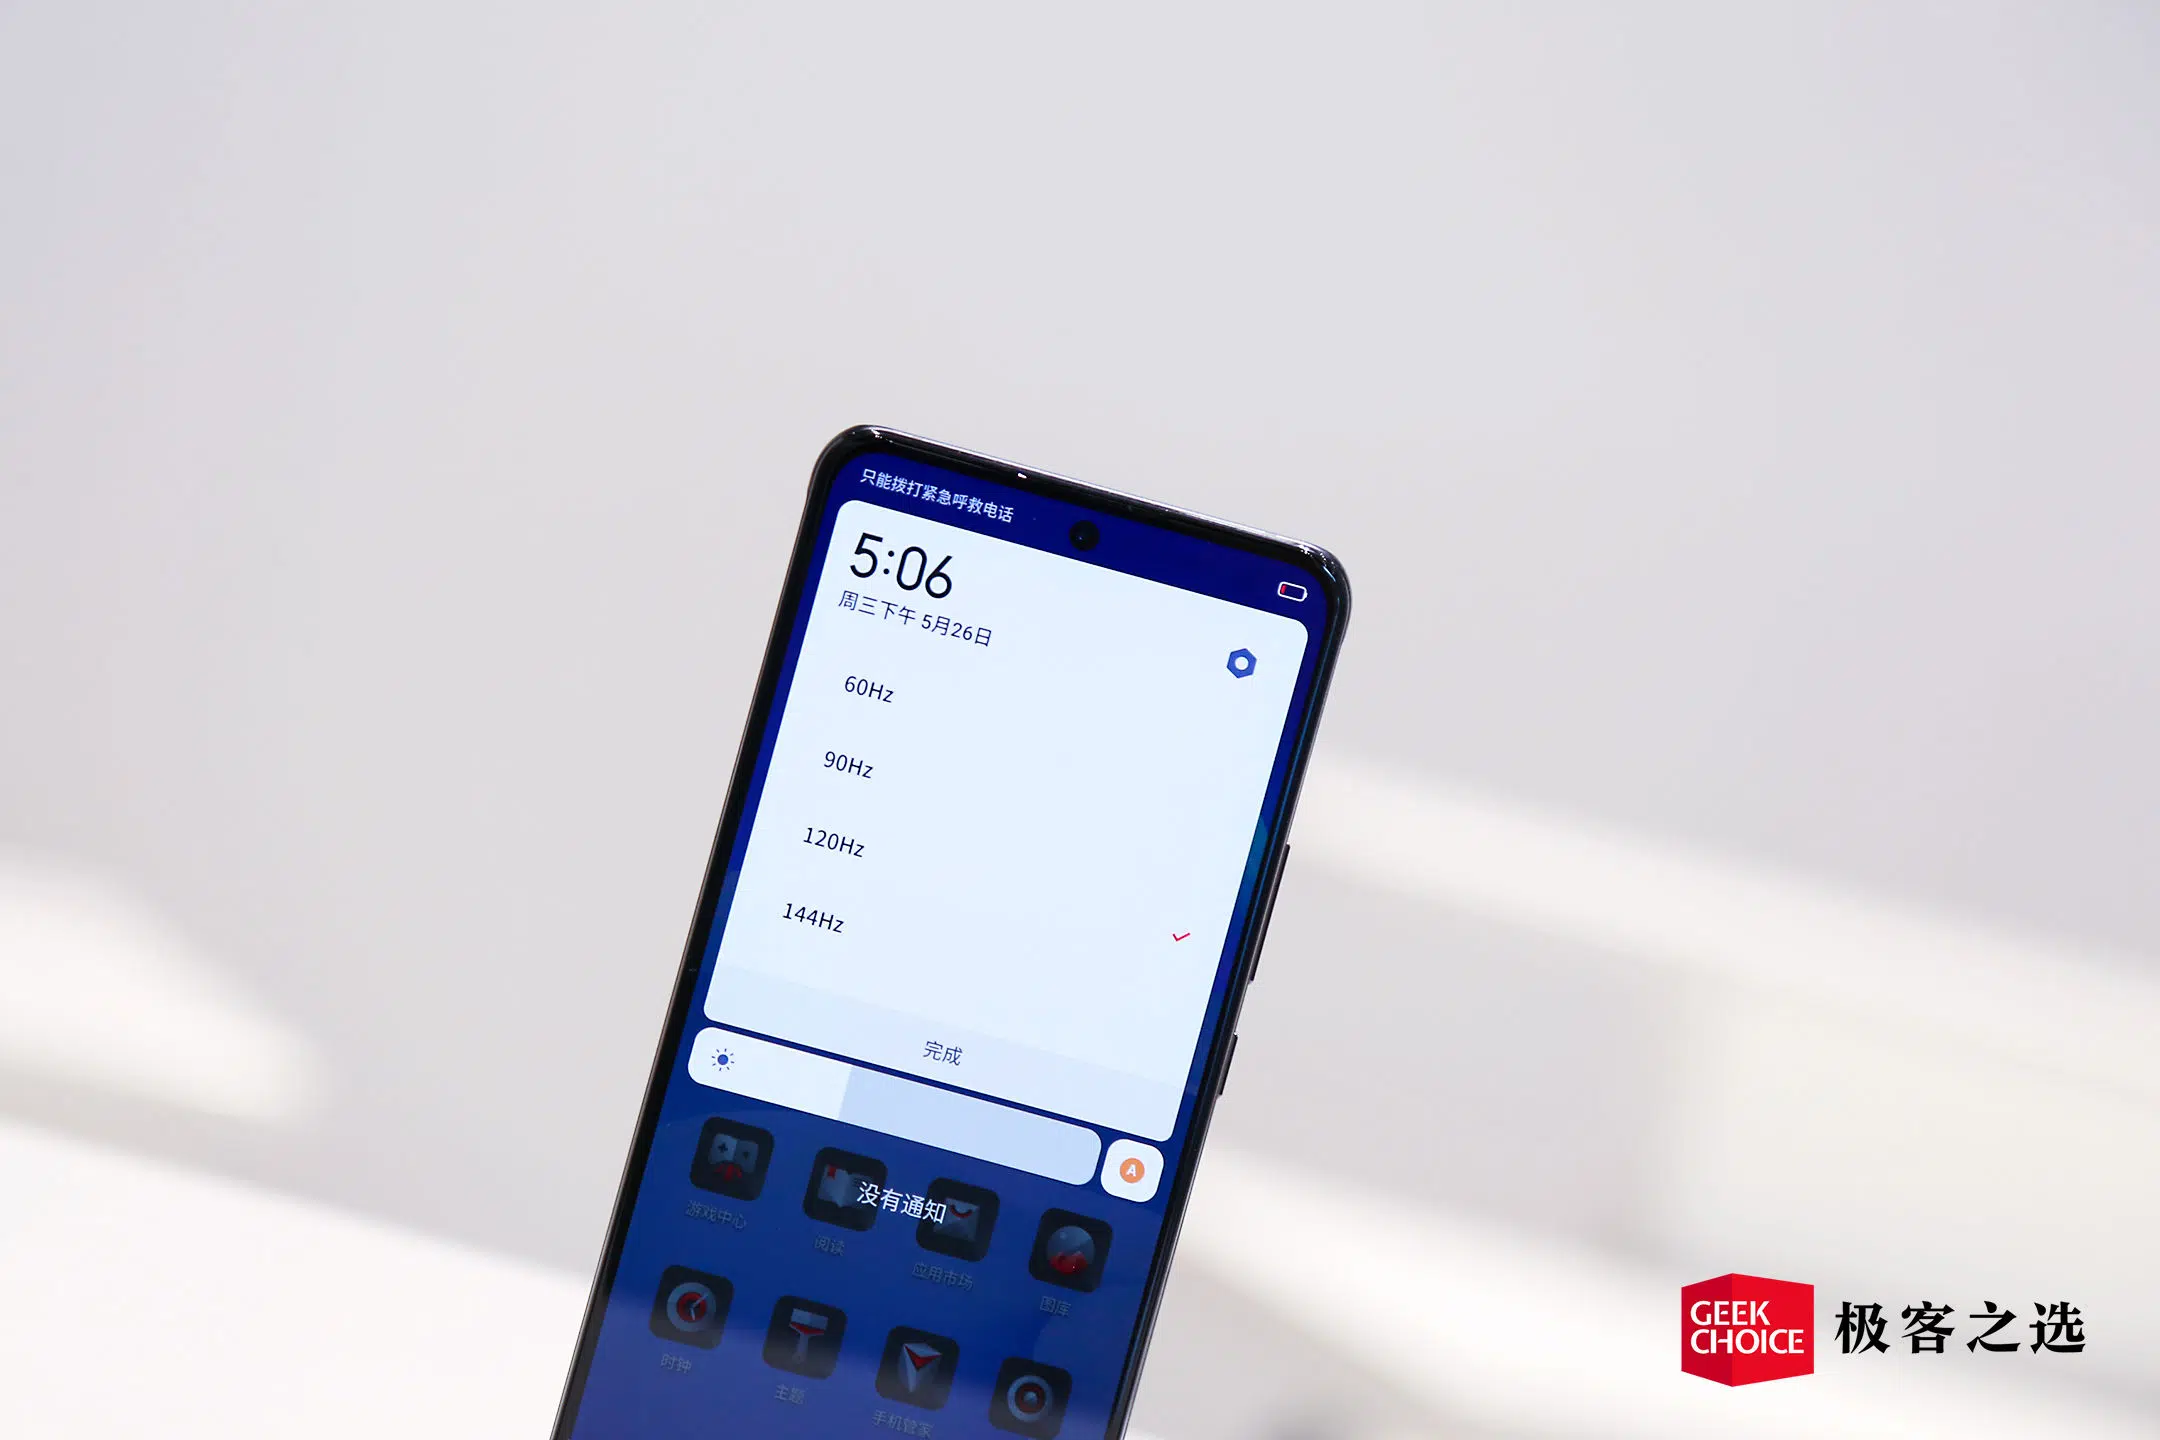 只能拨打紧急呼救电话
5:06
周三下午 5月26日
60Hz
90Hz
120Hz
144Hz
完成
A
没有通知
游戏中心
阅读
应用市场
图库
时钟
主题
手机管家
GEEK
CHOICE
极客之选